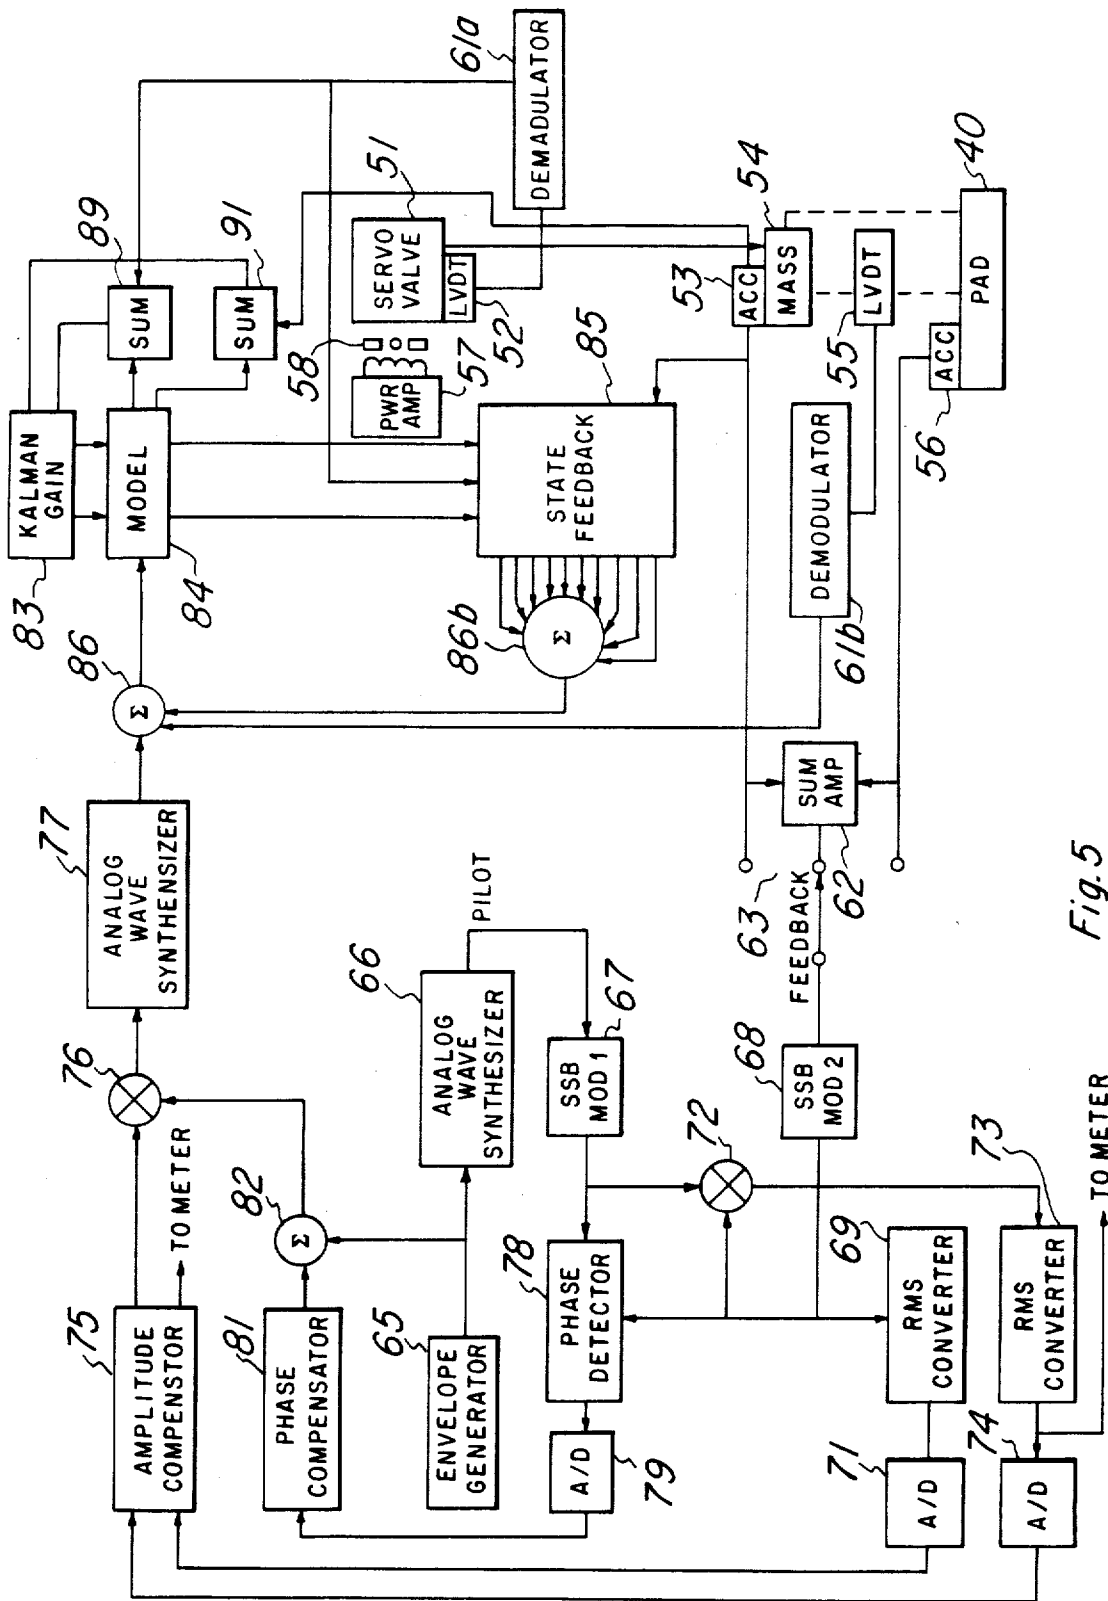 75
AMPLITUDE
COMPENSTOR
TO METER
76
77
ANALOG
WAVE
SYNTHENSIZER
86
Σ
83
KALMAN
GAIN
84
MODEL
89
SUM
91
SUM
61a
DEMADULATOR
81
PHASE
COMPENSATOR
82
Σ
65
ENVELOPE
GENERATOR
66
ANALOG
WAVE
SYNTHESIZER
PILOT
86b
Σ
85
STATE
FEEDBACK
58
PWR
AMP
57
51
SERVO
VALVE
LVDT
52
79
A/D
78
PHASE
DETECTOR
67
SSB
MOD 1
72
68
SSB
MOD 2
FEEDBACK
63
SUM
AMP
62
61b
DEMODULATOR
53
ACC
MASS
54
55
LVDT
56
ACC
PAD
40
71
A/D
69
RMS
CONVERTER
74
A/D
73
RMS
CONVERTER
TO METER
Fig. 5